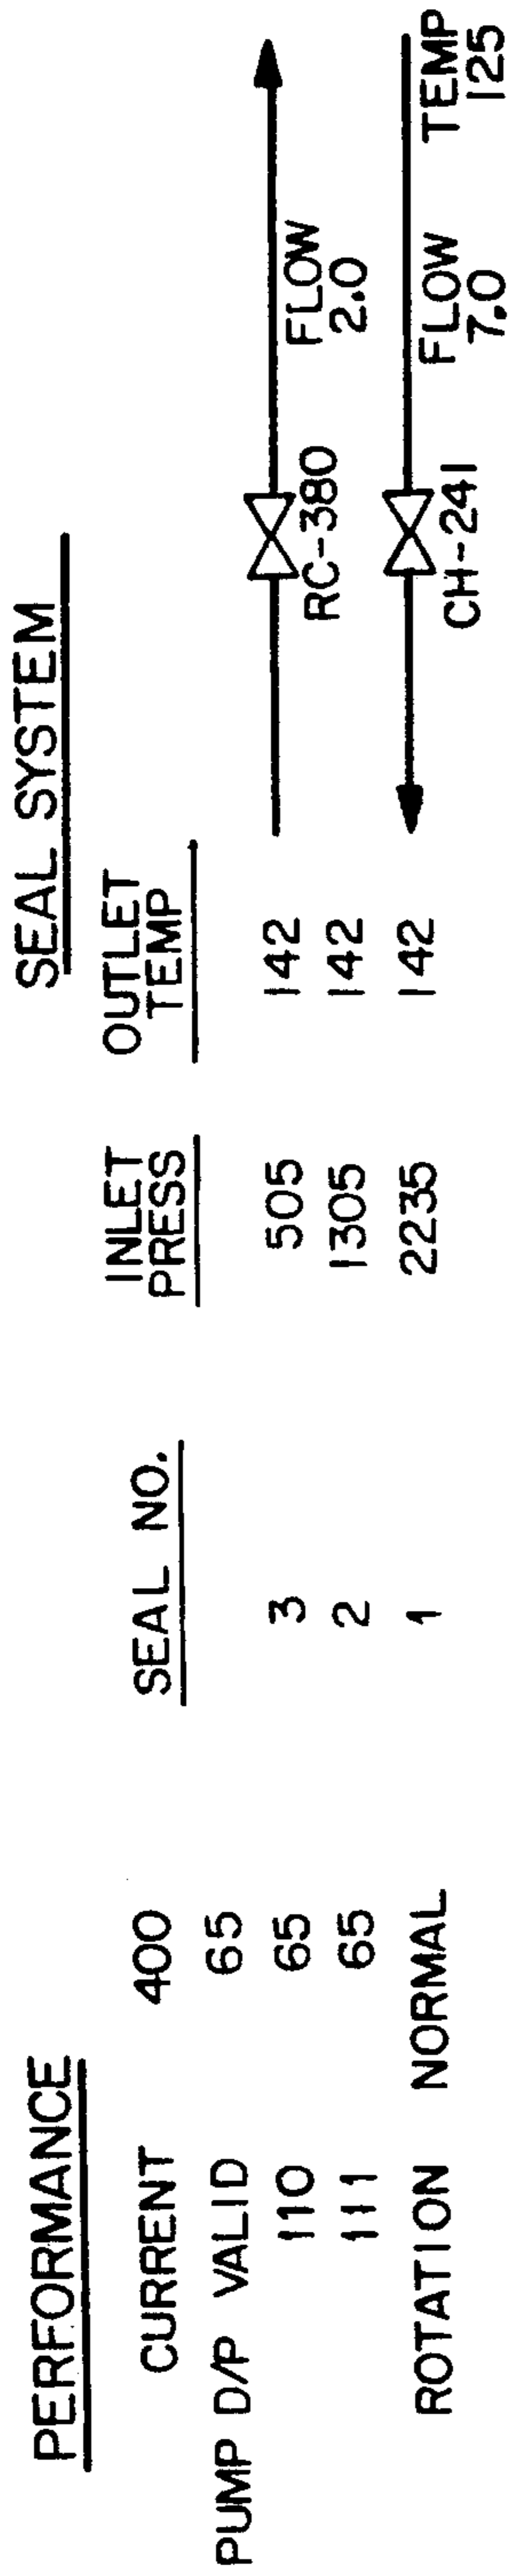 PERFORMANCE
CURRENT 400
PUMP D/P VALID 65
110 65
111 65
ROTATION NORMAL
SEAL SYSTEM
SEAL NO. INLET PRESS OUTLET TEMP
3 505 142
2 1305 142
1 2235 142
RC-380
FLOW
2.0
CH-241
FLOW
7.0
TEMP
125